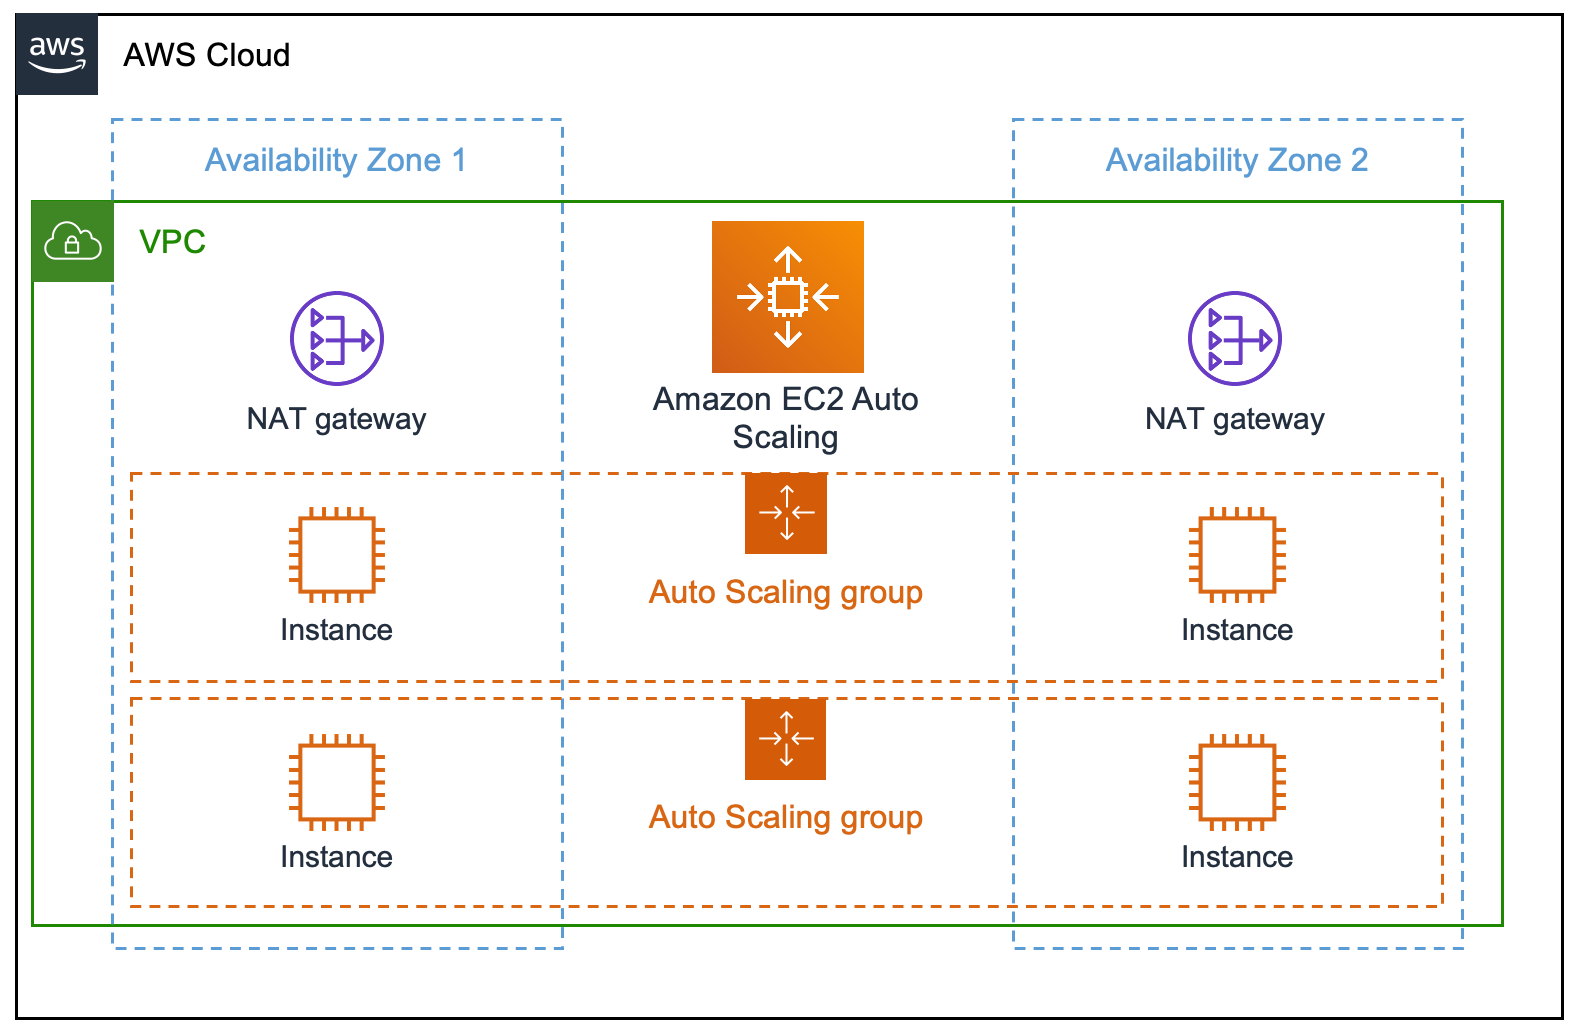 aws
AWS Cloud
Availability Zone 1
Availability Zone 2
VPC
NAT gateway
Amazon EC2 Auto
Scaling
NAT gateway
Instance
Auto Scaling group
Instance
Instance
Auto Scaling group
Instance